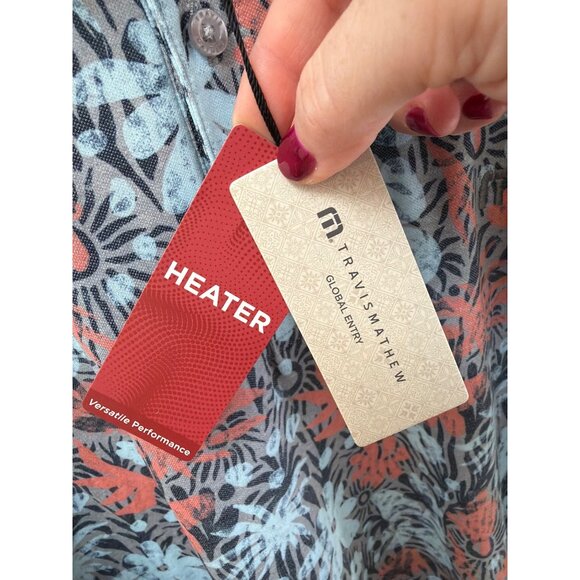 HEATER
Versatile Performance
TRAVISMATHEW
GLOBAL ENTRY